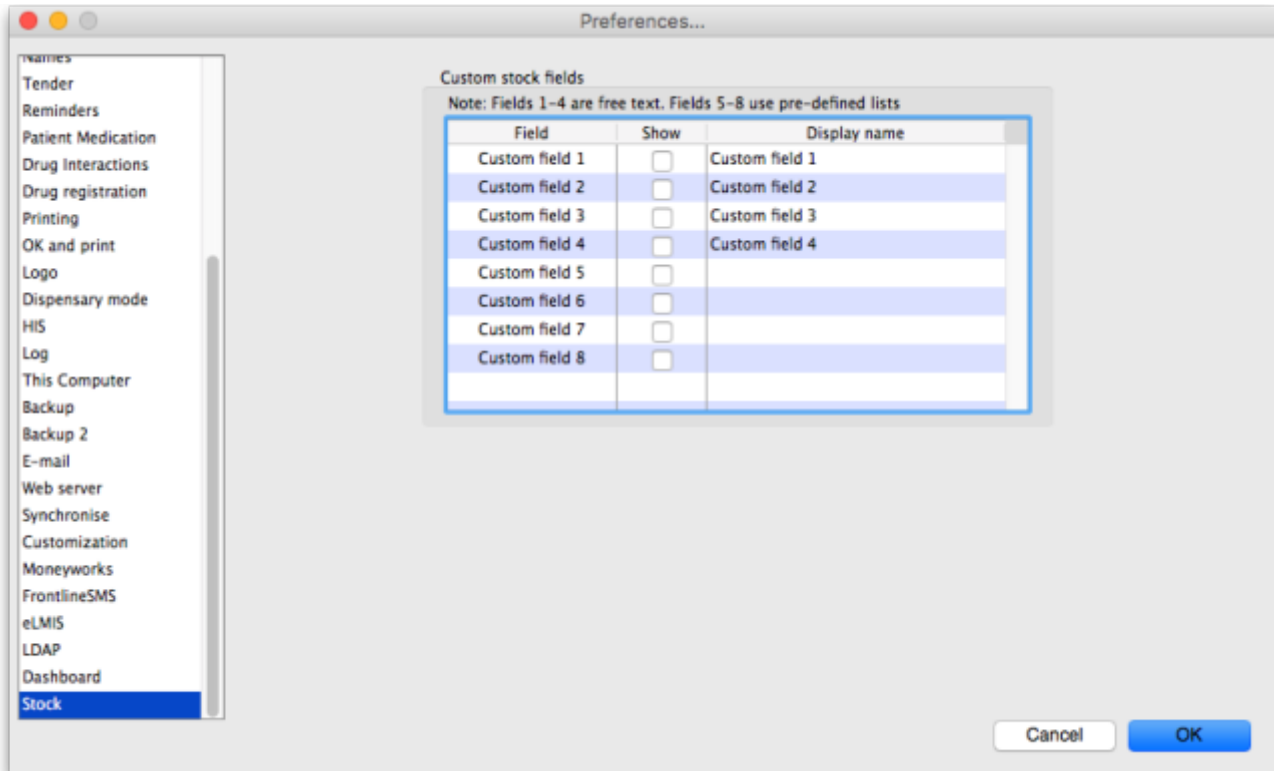 Preferences...
Names
Tender
Reminders
Patient Medication
Drug Interactions
Drug registration
Printing
OK and print
Logo
Dispensary mode
HIS
Log
This Computer
Backup
Backup 2
E-mail
Web server
Synchronise
Customization
Moneyworks
FrontlineSMS
eLMIS
LDAP
Dashboard
Stock
Custom stock fields
Note: Fields 1-4 are free text. Fields 5-8 use pre-defined lists
Field Show Display name
Custom field 1 Custom field 1
Custom field 2 Custom field 2
Custom field 3 Custom field 3
Custom field 4 Custom field 4
Custom field 5
Custom field 6
Custom field 7
Custom field 8
Cancel OK